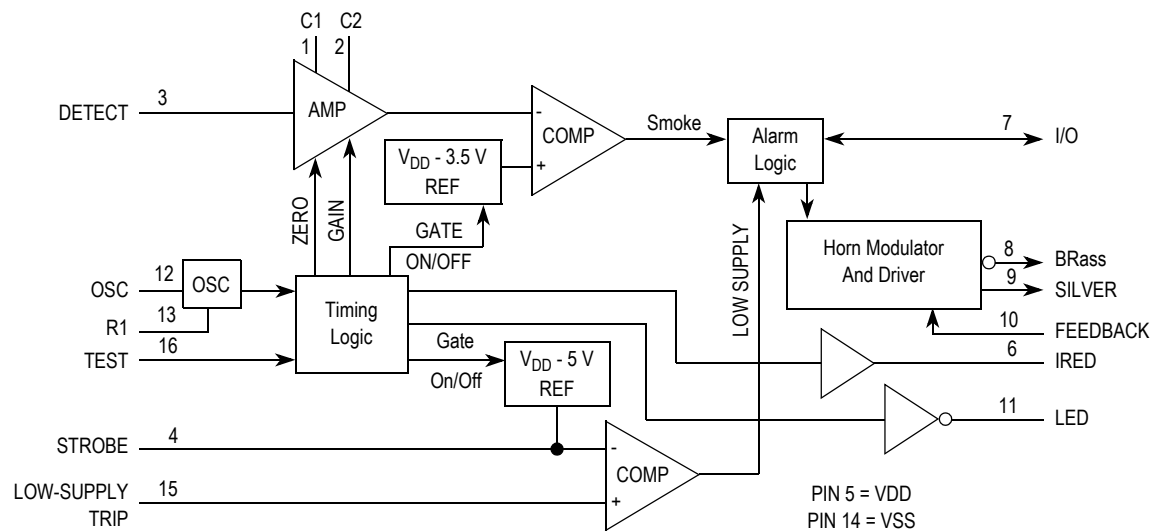 C1 C2
1 2
DETECT 3
AMP
-
COMP
+
Smoke
Alarm
Logic
7 I/O
VDD - 3.5 V
REF
ZERO
GAIN
GATE
ON/OFF
LOW SUPPLY
Horn Modulator
And Driver
8 BRass
9 SILVER
10 FEEDBACK
6 IRED
11 LED
OSC 12
OSC
R1 13
TEST 16
Timing
Logic
Gate
On/Off
VDD - 5 V
REF
STROBE 4
-
COMP
+
LOW-SUPPLY 15
TRIP
PIN 5 = VDD
PIN 14 = VSS